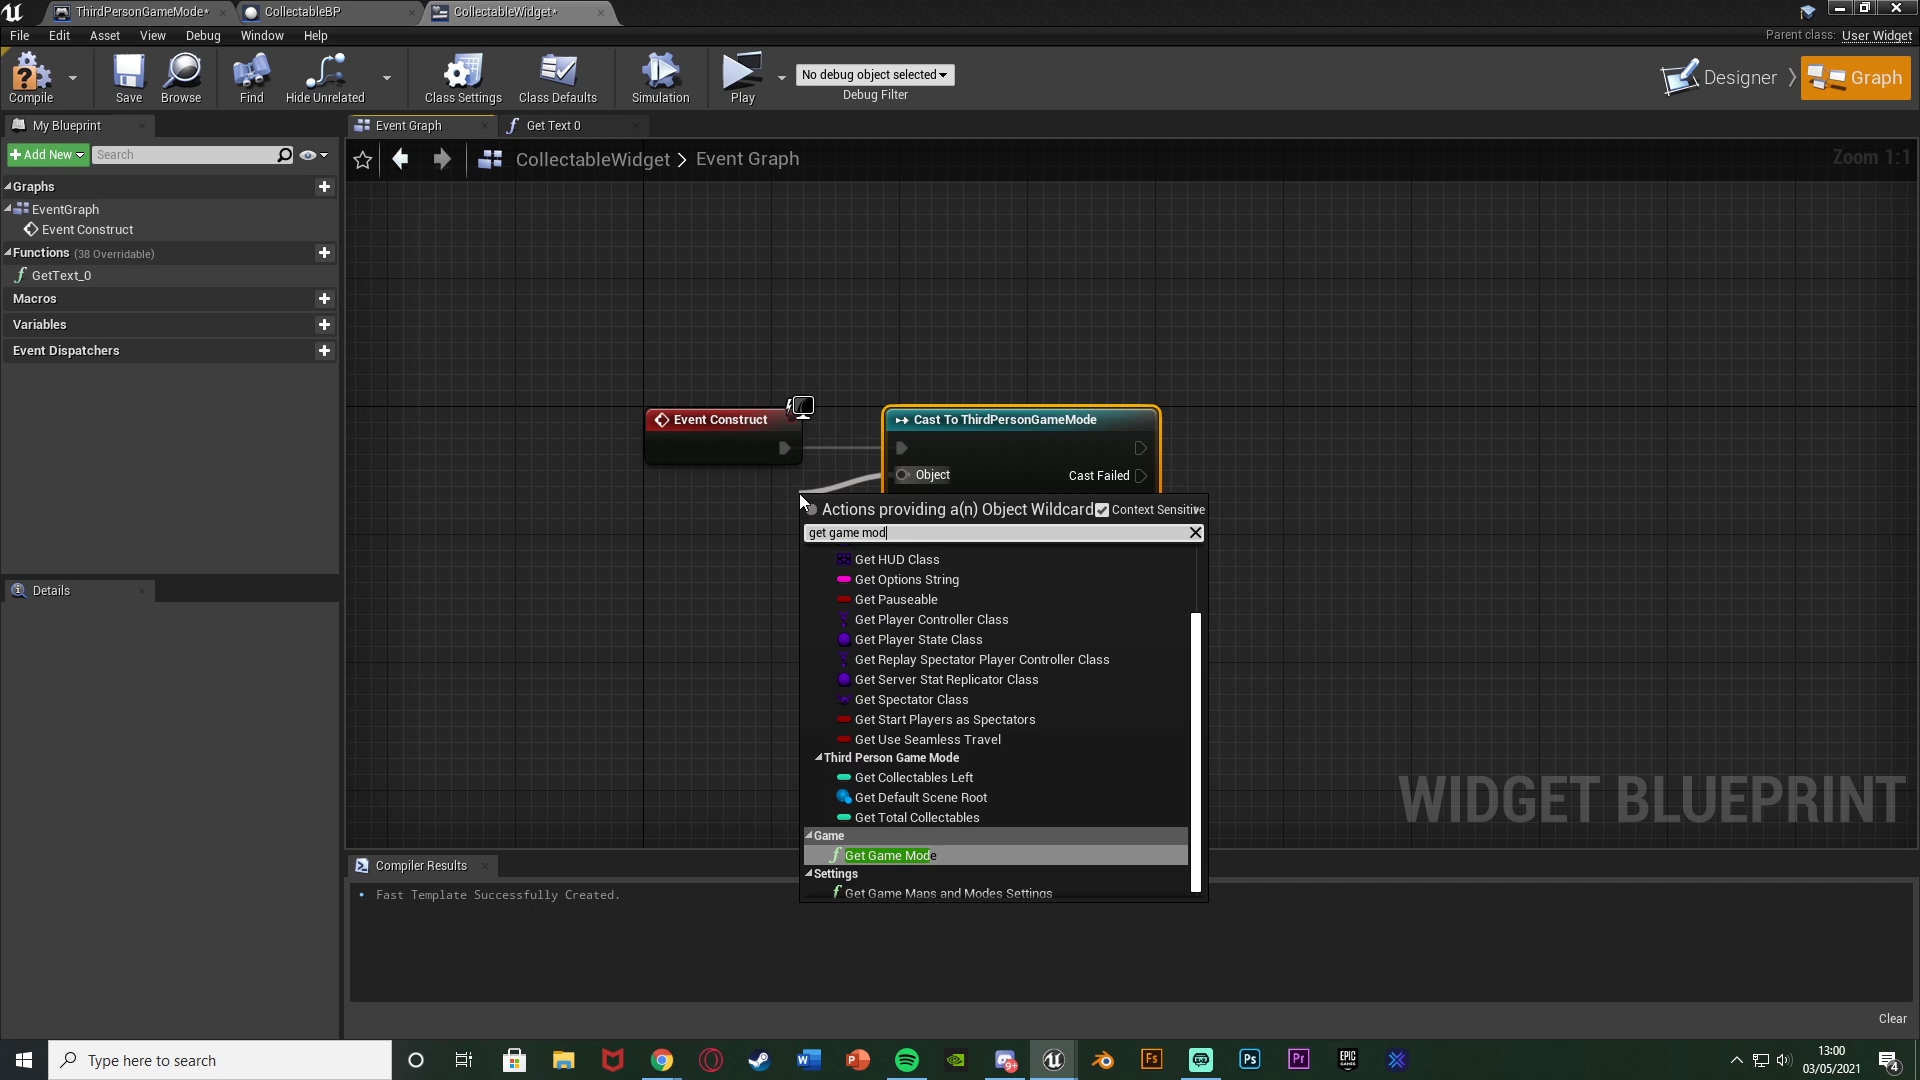 ThirdPersonGameMode*
CollectableBP
CollectableWidget*
File Edit Asset View Debug Window Help
Parent class: User Widget
Compile
Save
Browse
Find
Hide Unrelated
Class Settings
Class Defaults
Simulation
Play
No debug object selected
Debug Filter
Designer
Graph
My Blueprint
Event Graph
Get Text 0
Add New
Search
CollectableWidget > Event Graph
Zoom 1:1
Graphs
EventGraph
Event Construct
Functions (38 Overridable)
GetText_0
Macros
Variables
Event Dispatchers
Details
Event Construct
Cast To ThirdPersonGameMode
Object
Cast Failed
Actions providing a(n) Object Wildcard
Context Sensitive
get game mod
Get HUD Class
Get Options String
Get Pauseable
Get Player Controller Class
Get Player State Class
Get Replay Spectator Player Controller Class
Get Server Stat Replicator Class
Get Spectator Class
Get Start Players as Spectators
Get Use Seamless Travel
Third Person Game Mode
Get Collectables Left
Get Default Scene Root
Get Total Collectables
Game
Get Game Mode
Settings
Get Game Maps and Modes Settings
WIDGET BLUEPRINT
Compiler Results
Fast Template Successfully Created.
Clear
Type here to search
13:00
03/05/2021